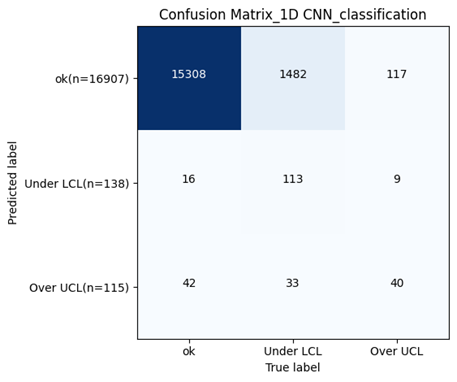 Confusion Matrix_1D CNN_classification
ok(n=16907)
15308 1482 117
Under LCL(n=138)
16 113 9
Over UCL(n=115)
42 33 40
Predicted label
ok Under LCL Over UCL
True label